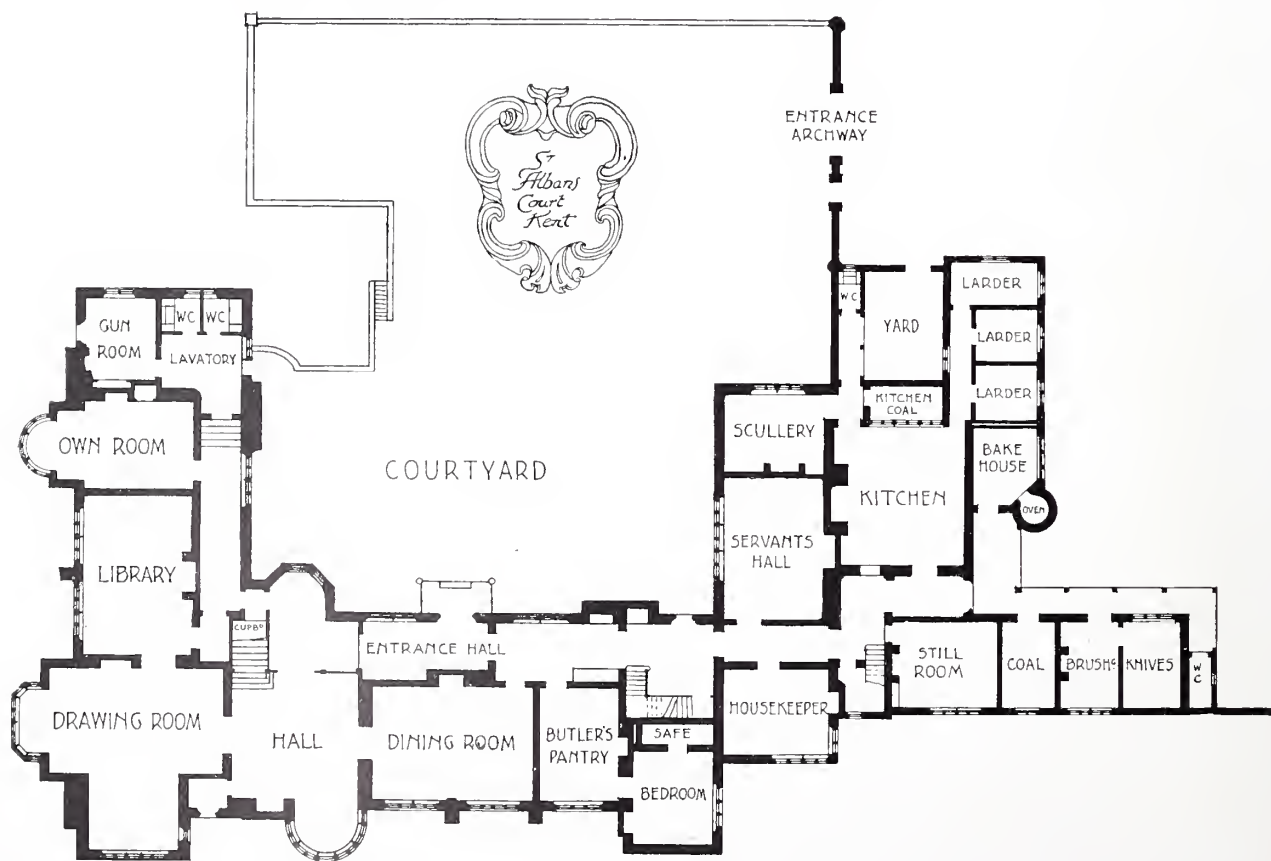 ENTRANCE
ARCHWAY
ST
Albans
Court
Kent
WC
YARD
LARDER
LARDER
LARDER
GUN
ROOM
WC
WC
LAVATORY
KITCHEN
COAL
SCULLERY
OWN ROOM
COURTYARD
BAKE
HOUSE
KITCHEN
OVEN
SERVANTS
HALL
LIBRARY
CUPBD
ENTRANCE HALL
STILL
ROOM
COAL
BRUSHG
KNIVES
WC
DRAWING ROOM
HALL
DINING ROOM
BUTLER'S
PANTRY
HOUSEKEEPER
SAFE
BEDROOM